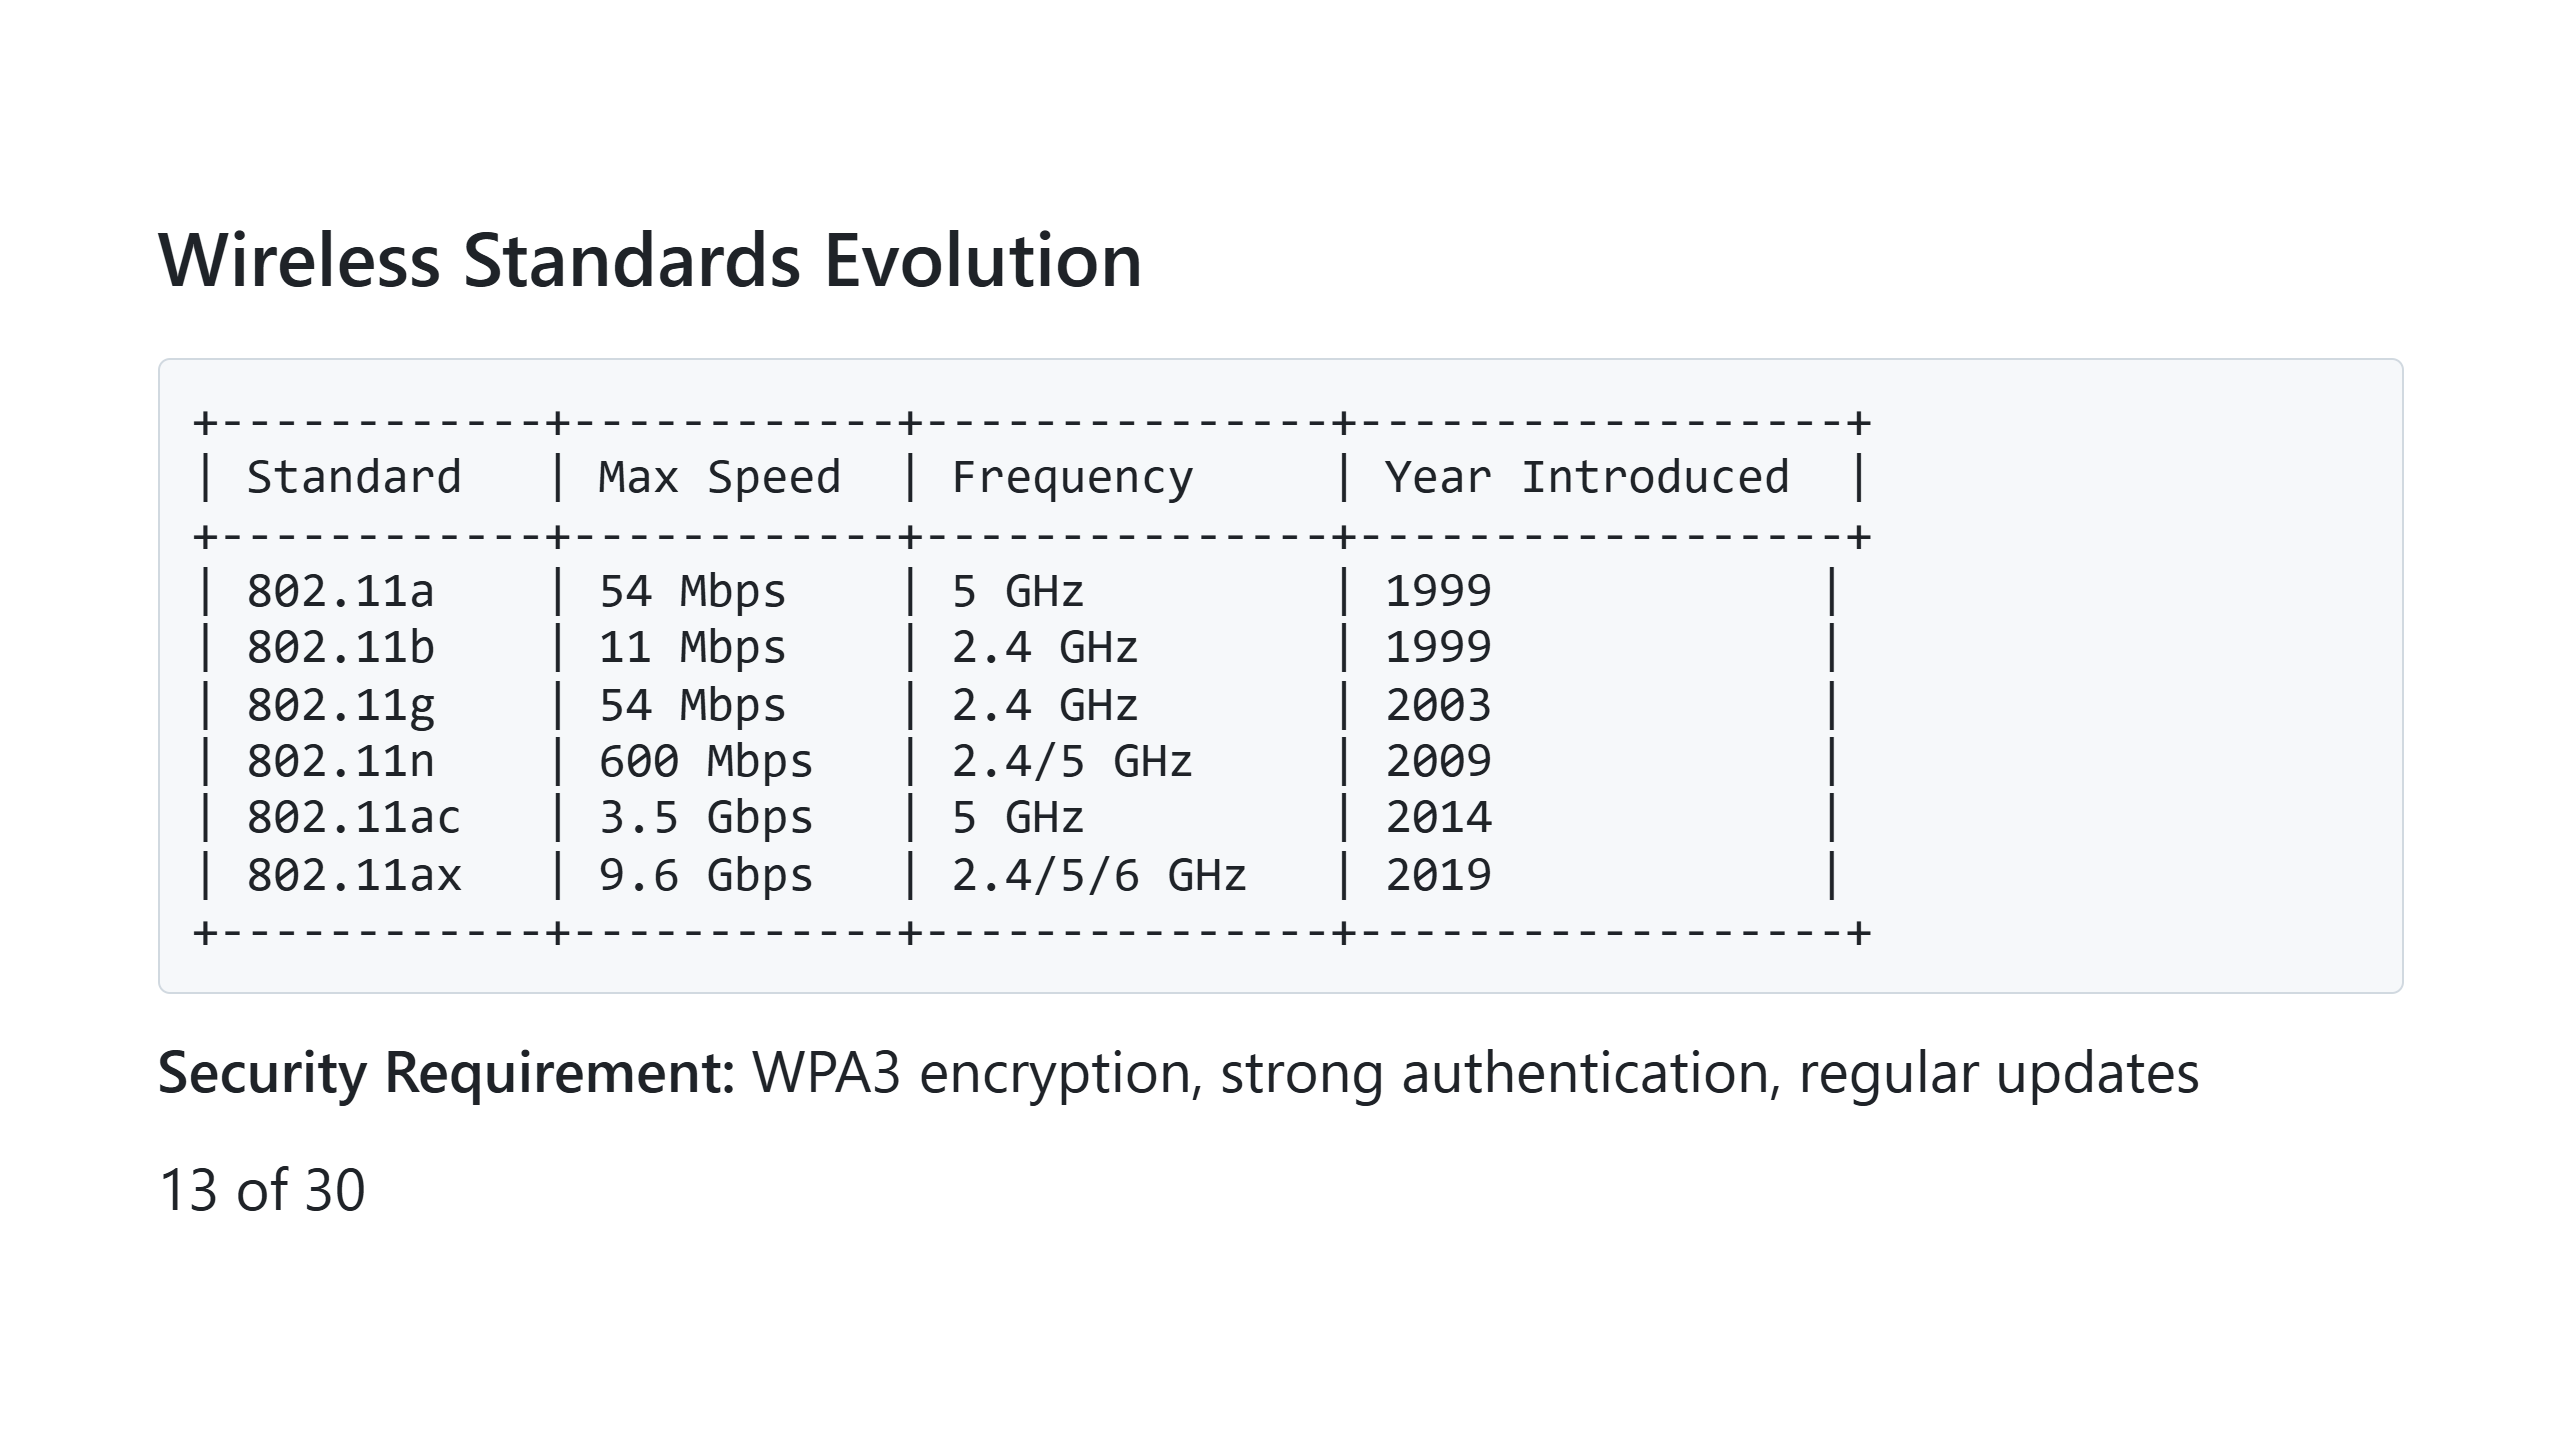 Wireless Standards Evolution
+------------+------------+---------------+------------------+
| Standard   | Max Speed  | Frequency     | Year Introduced  |
+------------+------------+---------------+------------------+
| 802.11a    | 54 Mbps    | 5 GHz         | 1999            |
| 802.11b    | 11 Mbps    | 2.4 GHz       | 1999            |
| 802.11g    | 54 Mbps    | 2.4 GHz       | 2003            |
| 802.11n    | 600 Mbps   | 2.4/5 GHz     | 2009            |
| 802.11ac   | 3.5 Gbps   | 5 GHz         | 2014            |
| 802.11ax   | 9.6 Gbps   | 2.4/5/6 GHz   | 2019            |
+------------+------------+---------------+------------------+
Security Requirement: WPA3 encryption, strong authentication, regular updates
13 of 30